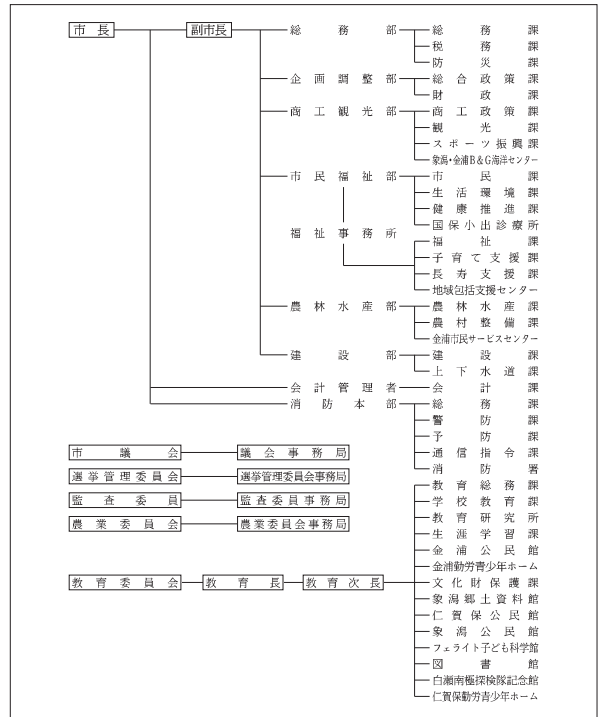 市長 副市長 総務部 総務課
税務課
防災課
企画調整部 総合政策課
財政課
商工観光部 商工政策課
観光課
スポーツ振興課
象潟・金浦B&G海洋センター
市民福祉部 市民課
生活環境課
健康推進課
国保小出診療所
福祉事務所
福祉課
子育て支援課
長寿支援課
地域包括支援センター
農林水産部 農林水産課
農村整備課
金浦市民サービスセンター
建設部 建設課
上下水道課
会計管理者 会計課
消防本部 総務課
警防課
予防課
通信指令課
消防署
市議会 議会事務局
選挙管理委員会 選挙管理委員会事務局
監査委員 監査委員事務局
農業委員会 農業委員会事務局
教育委員会 教育長 教育次長
教育総務課
学校教育課
教育研究所
生涯学習課
金浦公民館
金浦勤労青少年ホーム
文化財保護課
象潟郷土資料館
仁賀保公民館
象潟公民館
フェライト子ども科学館
図書館
白瀬南極探検隊記念館
仁賀保勤労青少年ホーム